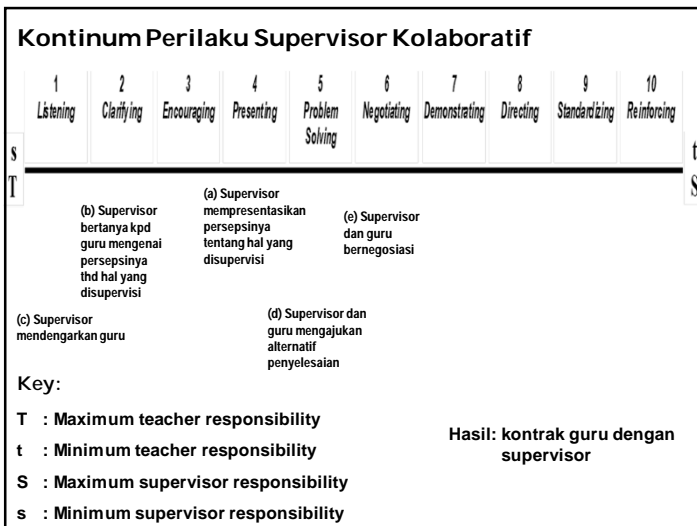 Kontinum Perilaku Supervisor Kolaboratif
1 2 3 4 5 6 7 8 9 10
Listening Clarifying Encouraging Presenting Problem Negotiating Demonstrating Directing Standardizing Reinforcing
Solving
s t
T S
(a) Supervisor
mempresentasikan
persepsinya
tentang hal yang
disupervisi
(b) Supervisor
bertanya kpd
guru mengenai
persepsinya
thd hal yang
disupervisi
(e) Supervisor
dan guru
bernegosiasi
(c) Supervisor
mendengarkan guru
(d) Supervisor dan
guru mengajukan
alternatif
penyelesaian
Key:
T : Maximum teacher responsibility
t : Minimum teacher responsibility
S : Maximum supervisor responsibility
s : Minimum supervisor responsibility
Hasil: kontrak guru dengan
supervisor